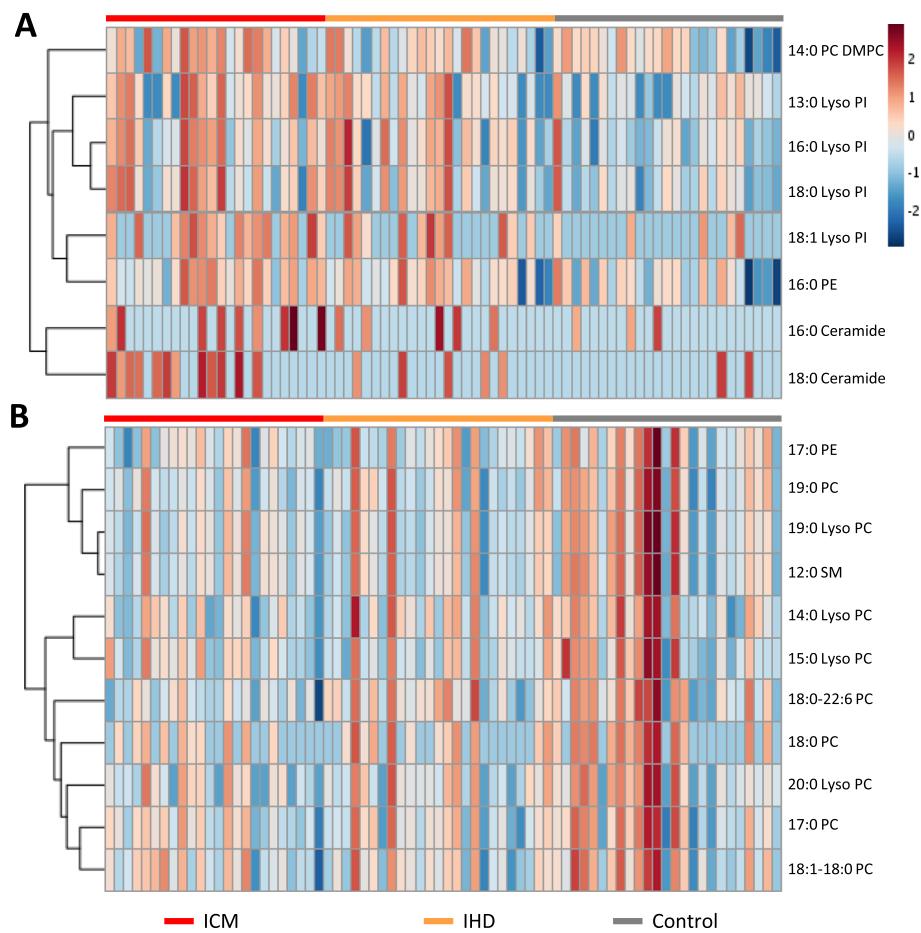 A
14:0 PC DMPC
13:0 Lyso PI
16:0 Lyso PI
18:0 Lyso PI
18:1 Lyso PI
16:0 PE
16:0 Ceramide
18:0 Ceramide
2
1
0
-1
-2
B
17:0 PE
19:0 PC
19:0 Lyso PC
12:0 SM
14:0 Lyso PC
15:0 Lyso PC
18:0-22:6 PC
18:0 PC
20:0 Lyso PC
17:0 PC
18:1-18:0 PC
ICM IHD Control